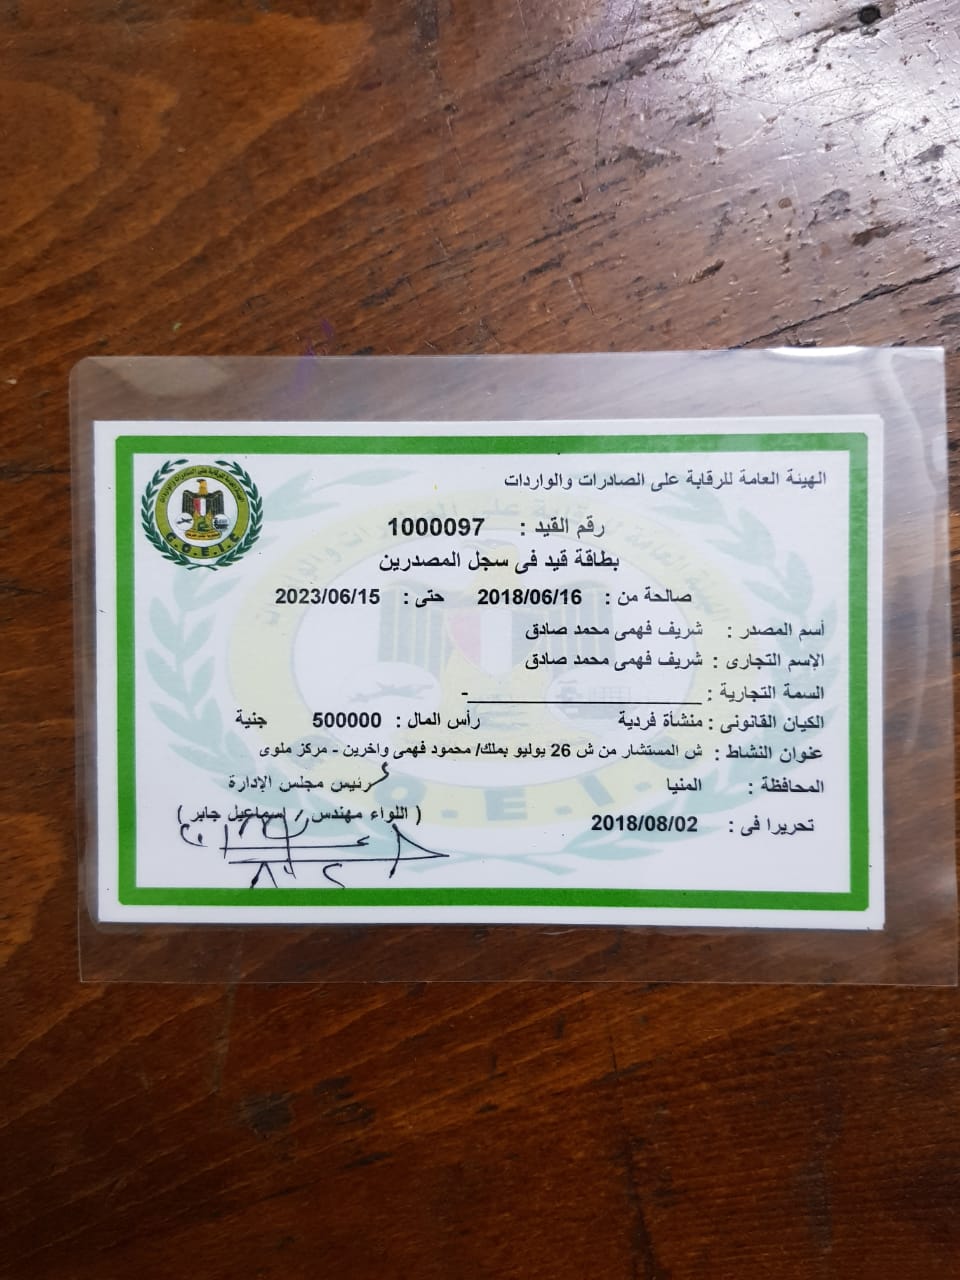 الهيئة العامة للرقابة على الصادرات والواردات
رقم القيد : 1000097
بطاقة قيد فى سجل المصدرين
صالحة من : 2018/06/16 حتى : 2023/06/15
أسم المصدر : شريف فهمى محمد صادق
الإسم التجارى : شريف فهمى محمد صادق
السمة التجارية : -
الكيان القانونى : منشأة فردية رأس المال : 500000 جنية
عنوان النشاط : ش المستشار من ش 26 يوليو بملك/ محمود فهمى واخرين - مركز ملوى
المحافظة : المنيا
رئيس مجلس الإدارة
( اللواء مهندس / إسماعيل جابر )
تحريرا فى : 2018/08/02
G.O.E.I.C